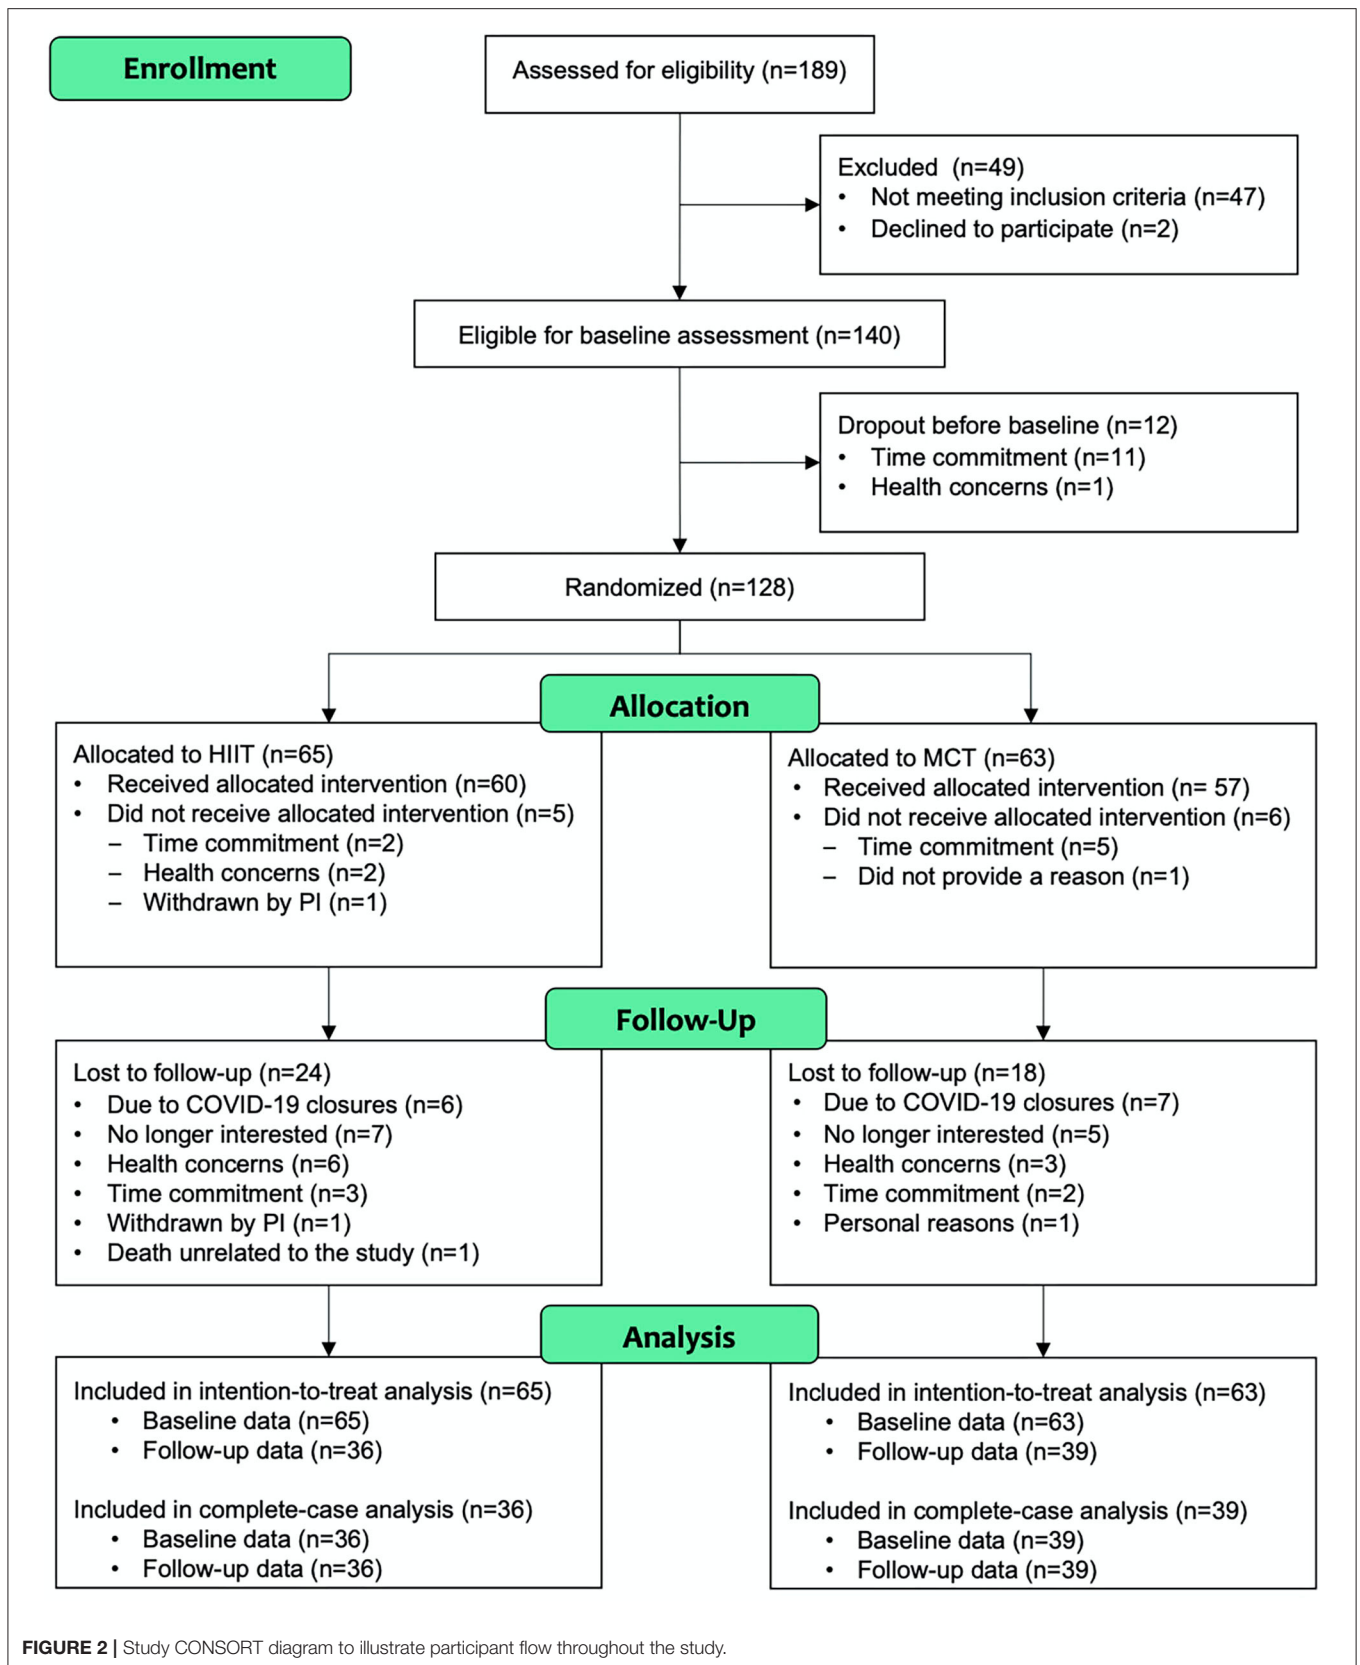 Enrollment
Assessed for eligibility (n=189)
Excluded (n=49)
• Not meeting inclusion criteria (n=47)
• Declined to participate (n=2)
Eligible for baseline assessment (n=140)
Dropout before baseline (n=12)
• Time commitment (n=11)
• Health concerns (n=1)
Randomized (n=128)
Allocation
Allocated to HIIT (n=65)
• Received allocated intervention (n=60)
• Did not receive allocated intervention (n=5)
– Time commitment (n=2)
– Health concerns (n=2)
– Withdrawn by PI (n=1)
Allocated to MCT (n=63)
• Received allocated intervention (n= 57)
• Did not receive allocated intervention (n=6)
– Time commitment (n=5)
– Did not provide a reason (n=1)
Follow-Up
Lost to follow-up (n=24)
• Due to COVID-19 closures (n=6)
• No longer interested (n=7)
• Health concerns (n=6)
• Time commitment (n=3)
• Withdrawn by PI (n=1)
• Death unrelated to the study (n=1)
Lost to follow-up (n=18)
• Due to COVID-19 closures (n=7)
• No longer interested (n=5)
• Health concerns (n=3)
• Time commitment (n=2)
• Personal reasons (n=1)
Analysis
Included in intention-to-treat analysis (n=65)
• Baseline data (n=65)
• Follow-up data (n=36)
Included in complete-case analysis (n=36)
• Baseline data (n=36)
• Follow-up data (n=36)
Included in intention-to-treat analysis (n=63)
• Baseline data (n=63)
• Follow-up data (n=39)
Included in complete-case analysis (n=39)
• Baseline data (n=39)
• Follow-up data (n=39)
FIGURE 2 | Study CONSORT diagram to illustrate participant flow throughout the study.